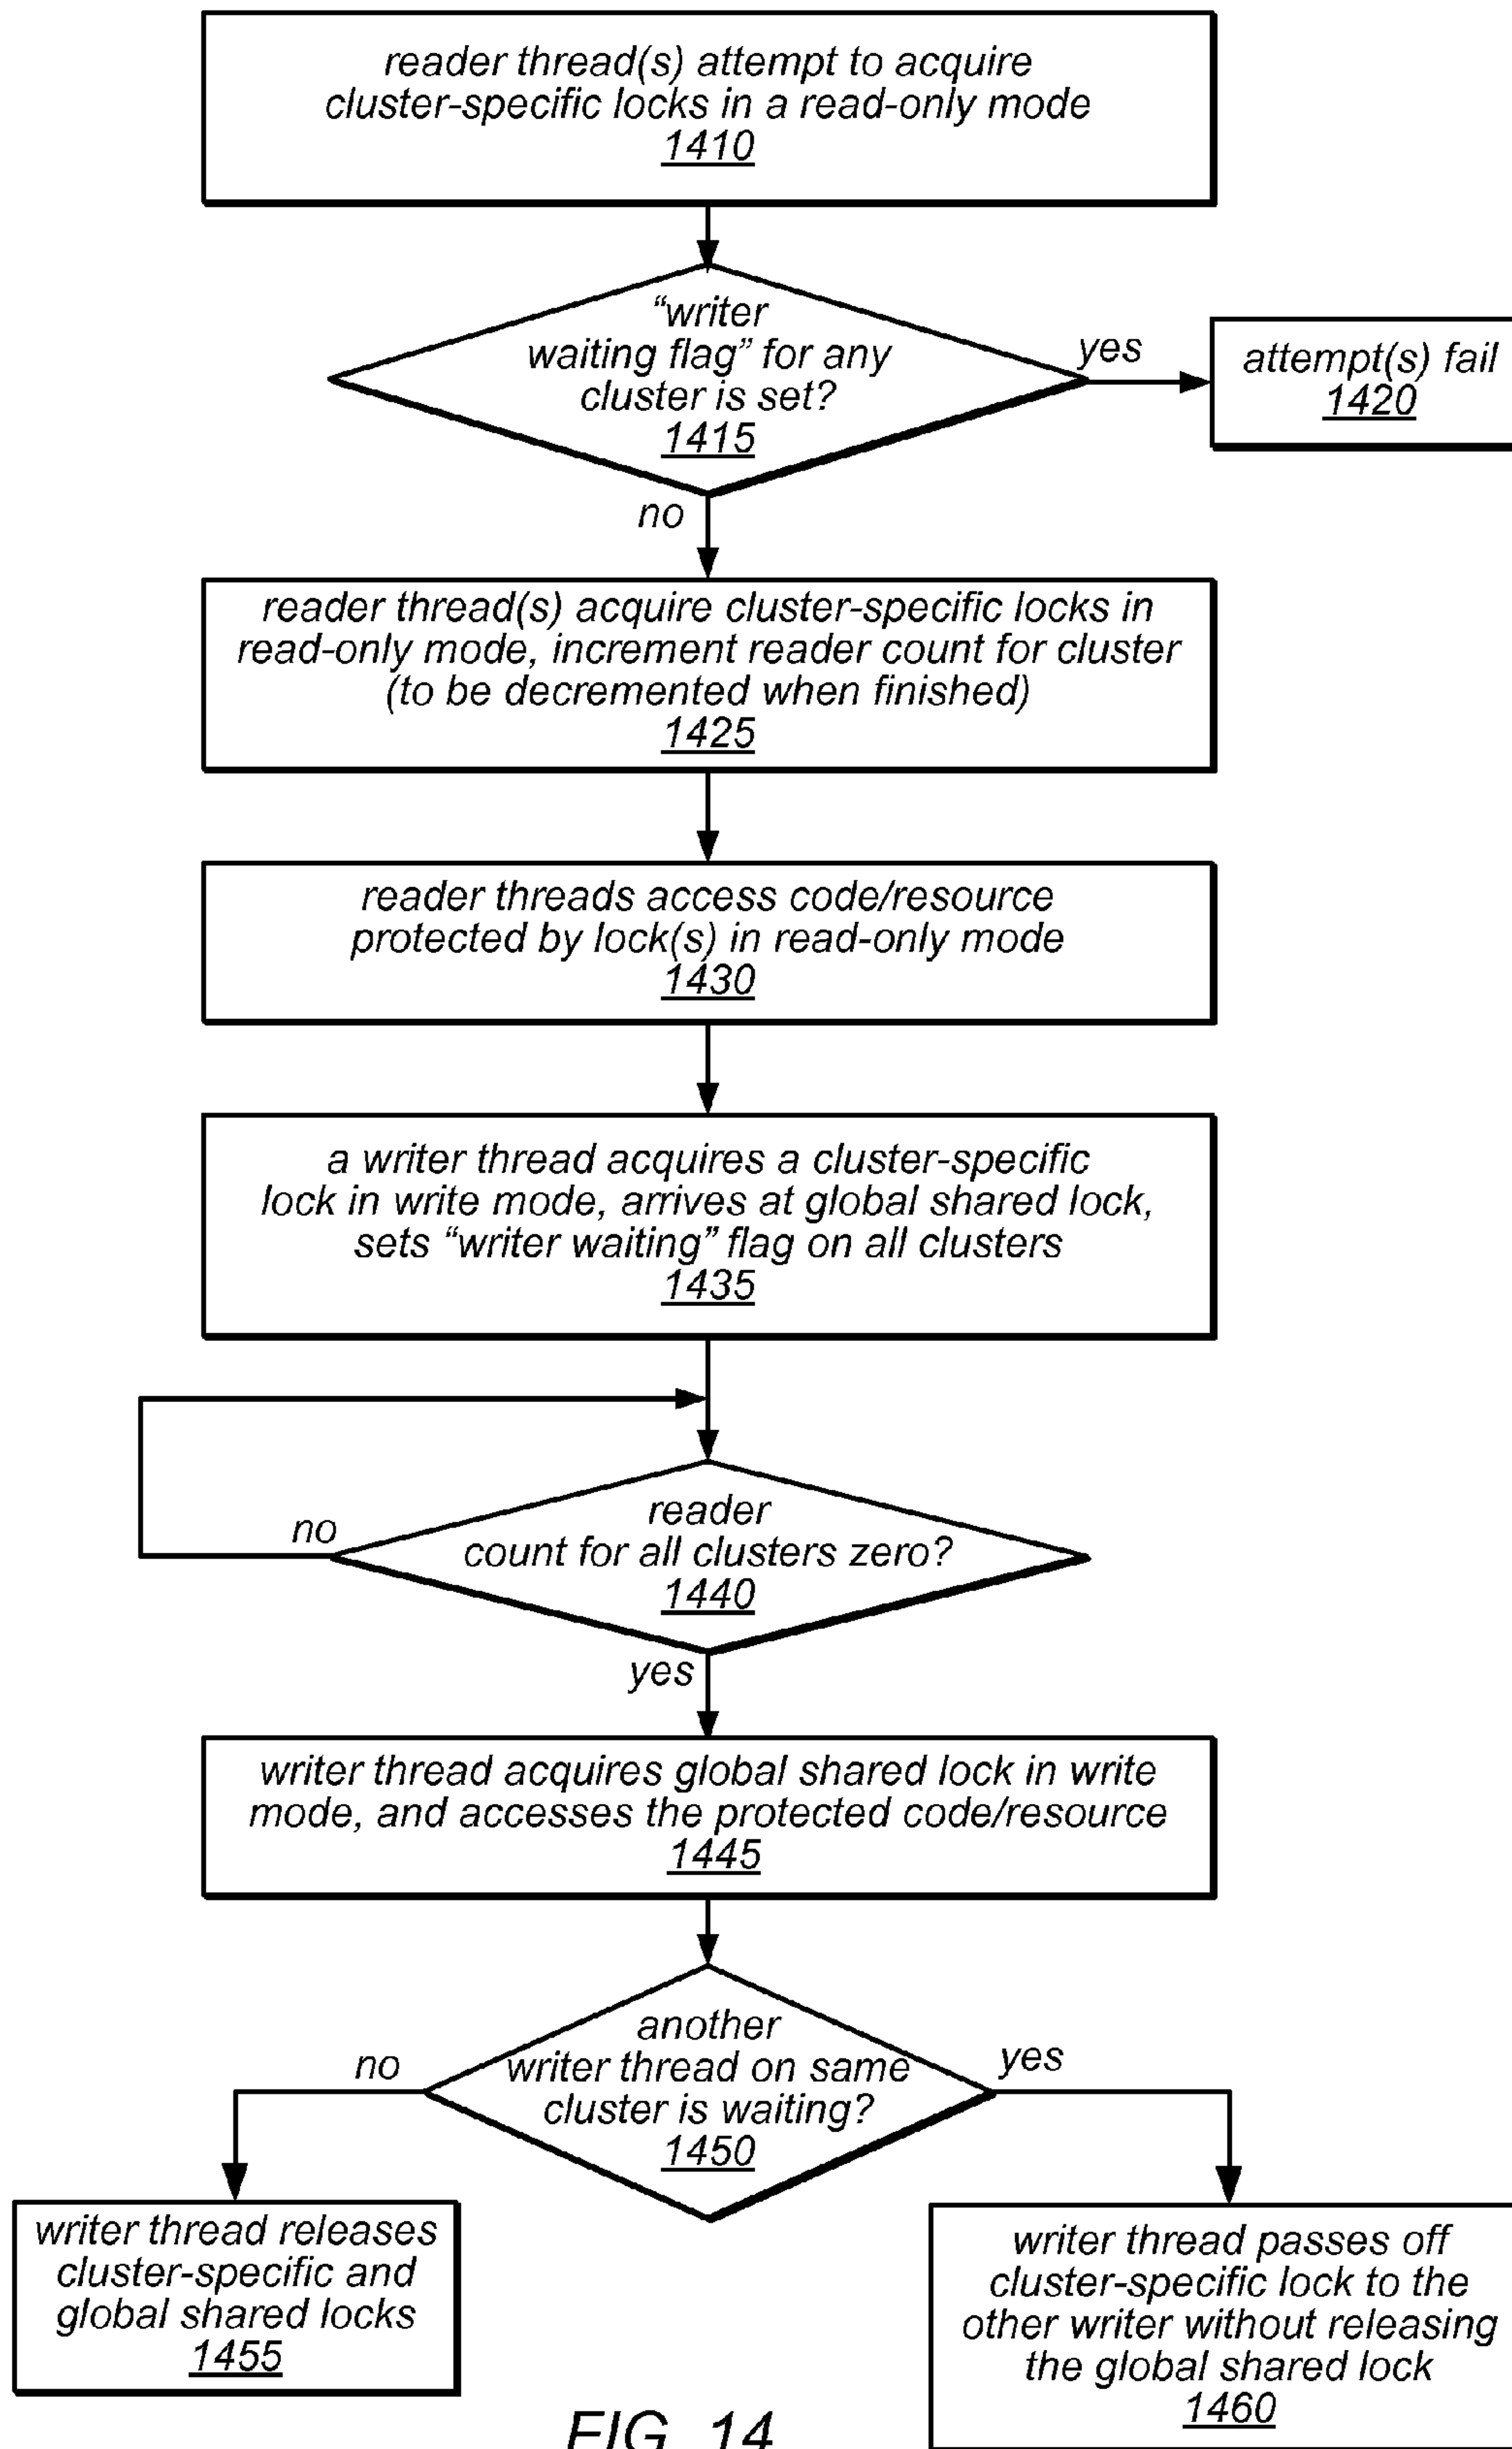 reader thread(s) attempt to acquire
cluster-specific locks in a read-only mode
1410
“writer
waiting flag” for any
cluster is set?
1415
yes
attempt(s) fail
1420
no
reader thread(s) acquire cluster-specific locks in
read-only mode, increment reader count for cluster
(to be decremented when finished)
1425
reader threads access code/resource
protected by lock(s) in read-only mode
1430
a writer thread acquires a cluster-specific
lock in write mode, arrives at global shared lock,
sets “writer waiting” flag on all clusters
1435
no
reader
count for all clusters zero?
1440
yes
writer thread acquires global shared lock in write
mode, and accesses the protected code/resource
1445
no
another
writer thread on same
cluster is waiting?
1450
yes
writer thread releases
cluster-specific and
global shared locks
1455
writer thread passes off
cluster-specific lock to the
other writer without releasing
the global shared lock
1460
FIG. 14